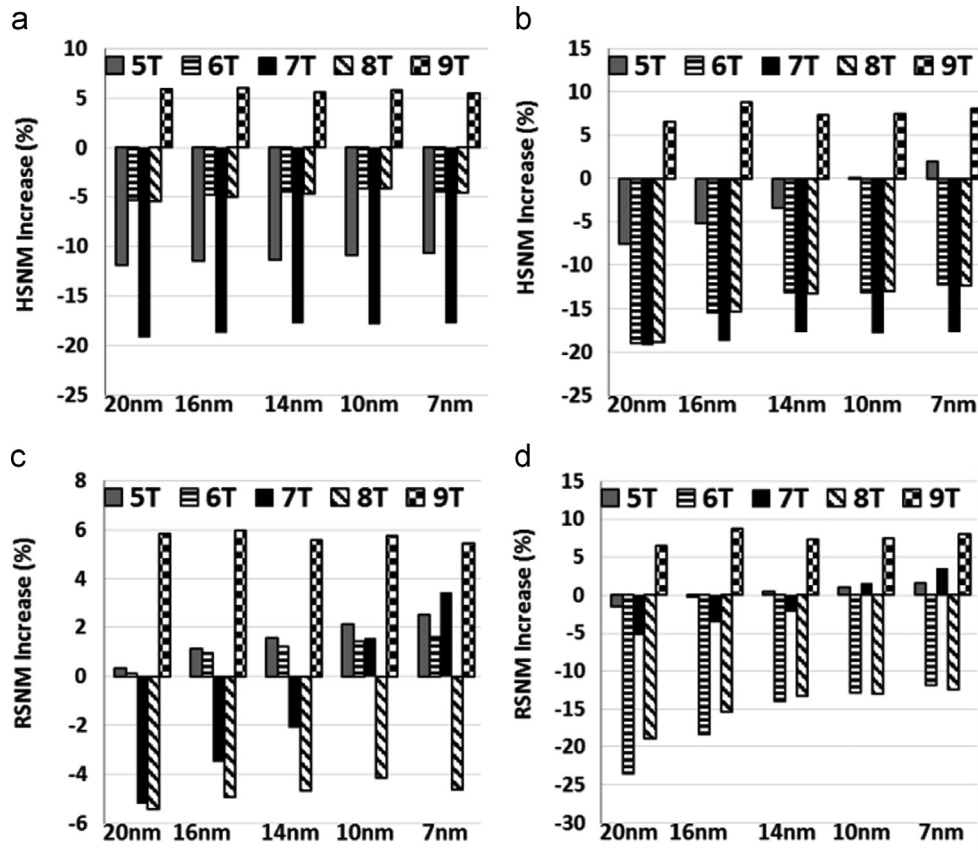 a
10
5T 6T 7T 8T 9T
5
0
-5
-10
-15
-20
-25
HSNM Increase (%)
20nm 16nm 14nm 10nm 7nm
b
15
5T 6T 7T 8T 9T
10
5
0
-5
-10
-15
-20
-25
HSNM Increase (%)
20nm 16nm 14nm 10nm 7nm
c
8
5T 6T 7T 8T 9T
6
4
2
0
-2
-4
-6
RSNM Increase (%)
20nm 16nm 14nm 10nm 7nm
d
15
5T 6T 7T 8T 9T
10
5
0
-5
-10
-15
-20
-25
-30
RSNM Increase (%)
20nm 16nm 14nm 10nm 7nm